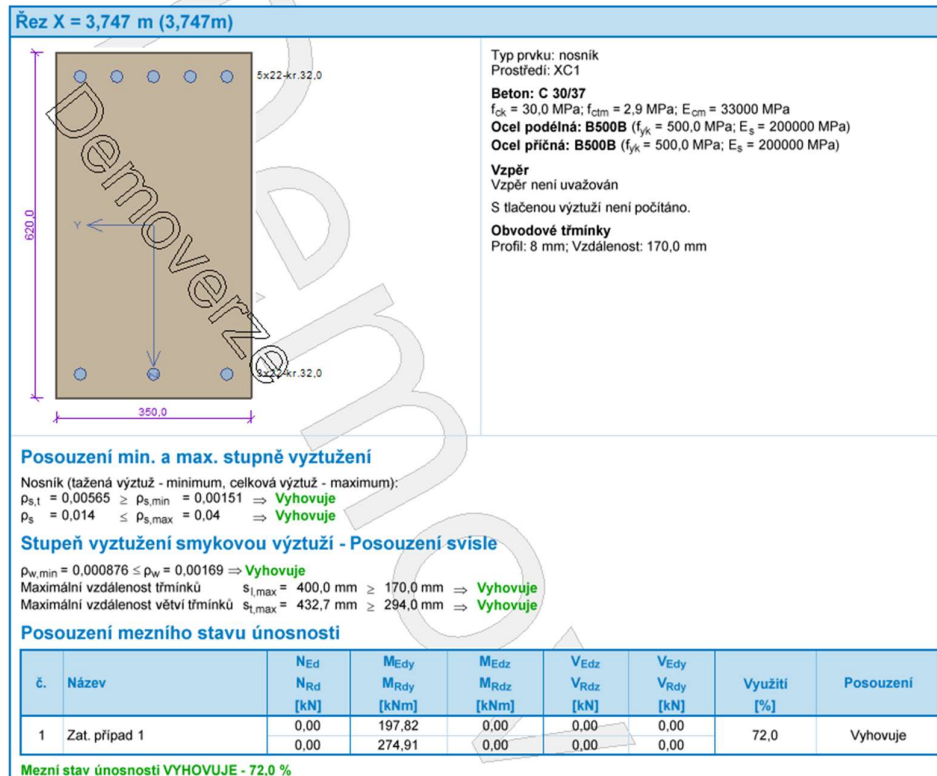 Řez X = 3,747 m (3,747m)
5x22-kr.32,0
620,0
Y
3x22-kr.32,0
350,0
Demoverze
Typ prvku: nosník
Prostředí: XC1
Beton: C 30/37
fck = 30,0 MPa; fctm = 2,9 MPa; Ecm = 33000 MPa
Ocel podélná: B500B (fyk = 500,0 MPa; Es = 200000 MPa)
Ocel příčná: B500B (fyk = 500,0 MPa; Es = 200000 MPa)
Vzpěr
Vzpěr není uvažován
S tlačenou výztuží není počítáno.
Obvodové třmínky
Profil: 8 mm; Vzdálenost: 170,0 mm
Posouzení min. a max. stupně vyztužení
Nosník (tažená výztuž - minimum, celková výztuž - maximum):
ρs,t = 0,00565 ≥ ρs,min = 0,00151 ⇒ Vyhovuje
ρs = 0,014 ≤ ρs,max = 0,04 ⇒ Vyhovuje
Stupeň vyztužení smykovou výztuží - Posouzení svisle
ρw,min = 0,000876 ≤ ρw = 0,00169 ⇒ Vyhovuje
Maximální vzdálenost třmínků sl,max = 400,0 mm ≥ 170,0 mm ⇒ Vyhovuje
Maximální vzdálenost větví třmínků st,max = 432,7 mm ≥ 294,0 mm ⇒ Vyhovuje
Posouzení mezního stavu únosnosti
č. Název NEd MEdy MEdz VEdz VEdy Využití Posouzení
NRd MRdy MRdz VRdz VRdy
[kN] [kNm] [kNm] [kN] [kN] [%]
1 Zat. případ 1 0,00 197,82 0,00 0,00 0,00 72,0 Vyhovuje
0,00 274,91 0,00 0,00 0,00
Mezní stav únosnosti VYHOVUJE - 72,0 %